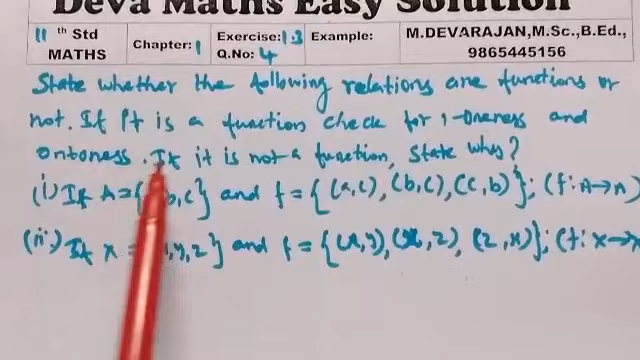 Deva Maths Easy Solution
11 th Std MATHS
Chapter: 1
Exercise: 1.3
Q.No: 4
Example:
M.DEVARAJAN,M.Sc.,B.Ed., 9865445156
State whether the following relations are functions or
not. If it is a function check for 1-oneness and
ontoness. If it is not a function, state why?
(i) If A = { b, c} and f = { (a, c), (b, c), (c, b) }; (f: A → A)
(ii) If X = , y, z} and f = { (x, y), (x, z), (z, x) }; (f: X → X